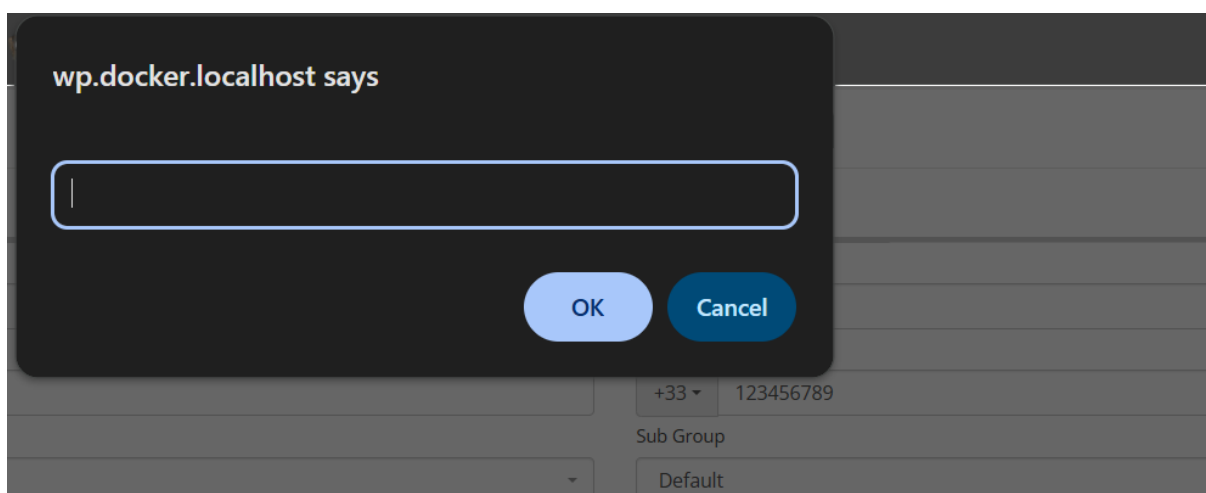 wp.docker.localhost says
OK
Cancel
+33
123456789
Sub Group
Default